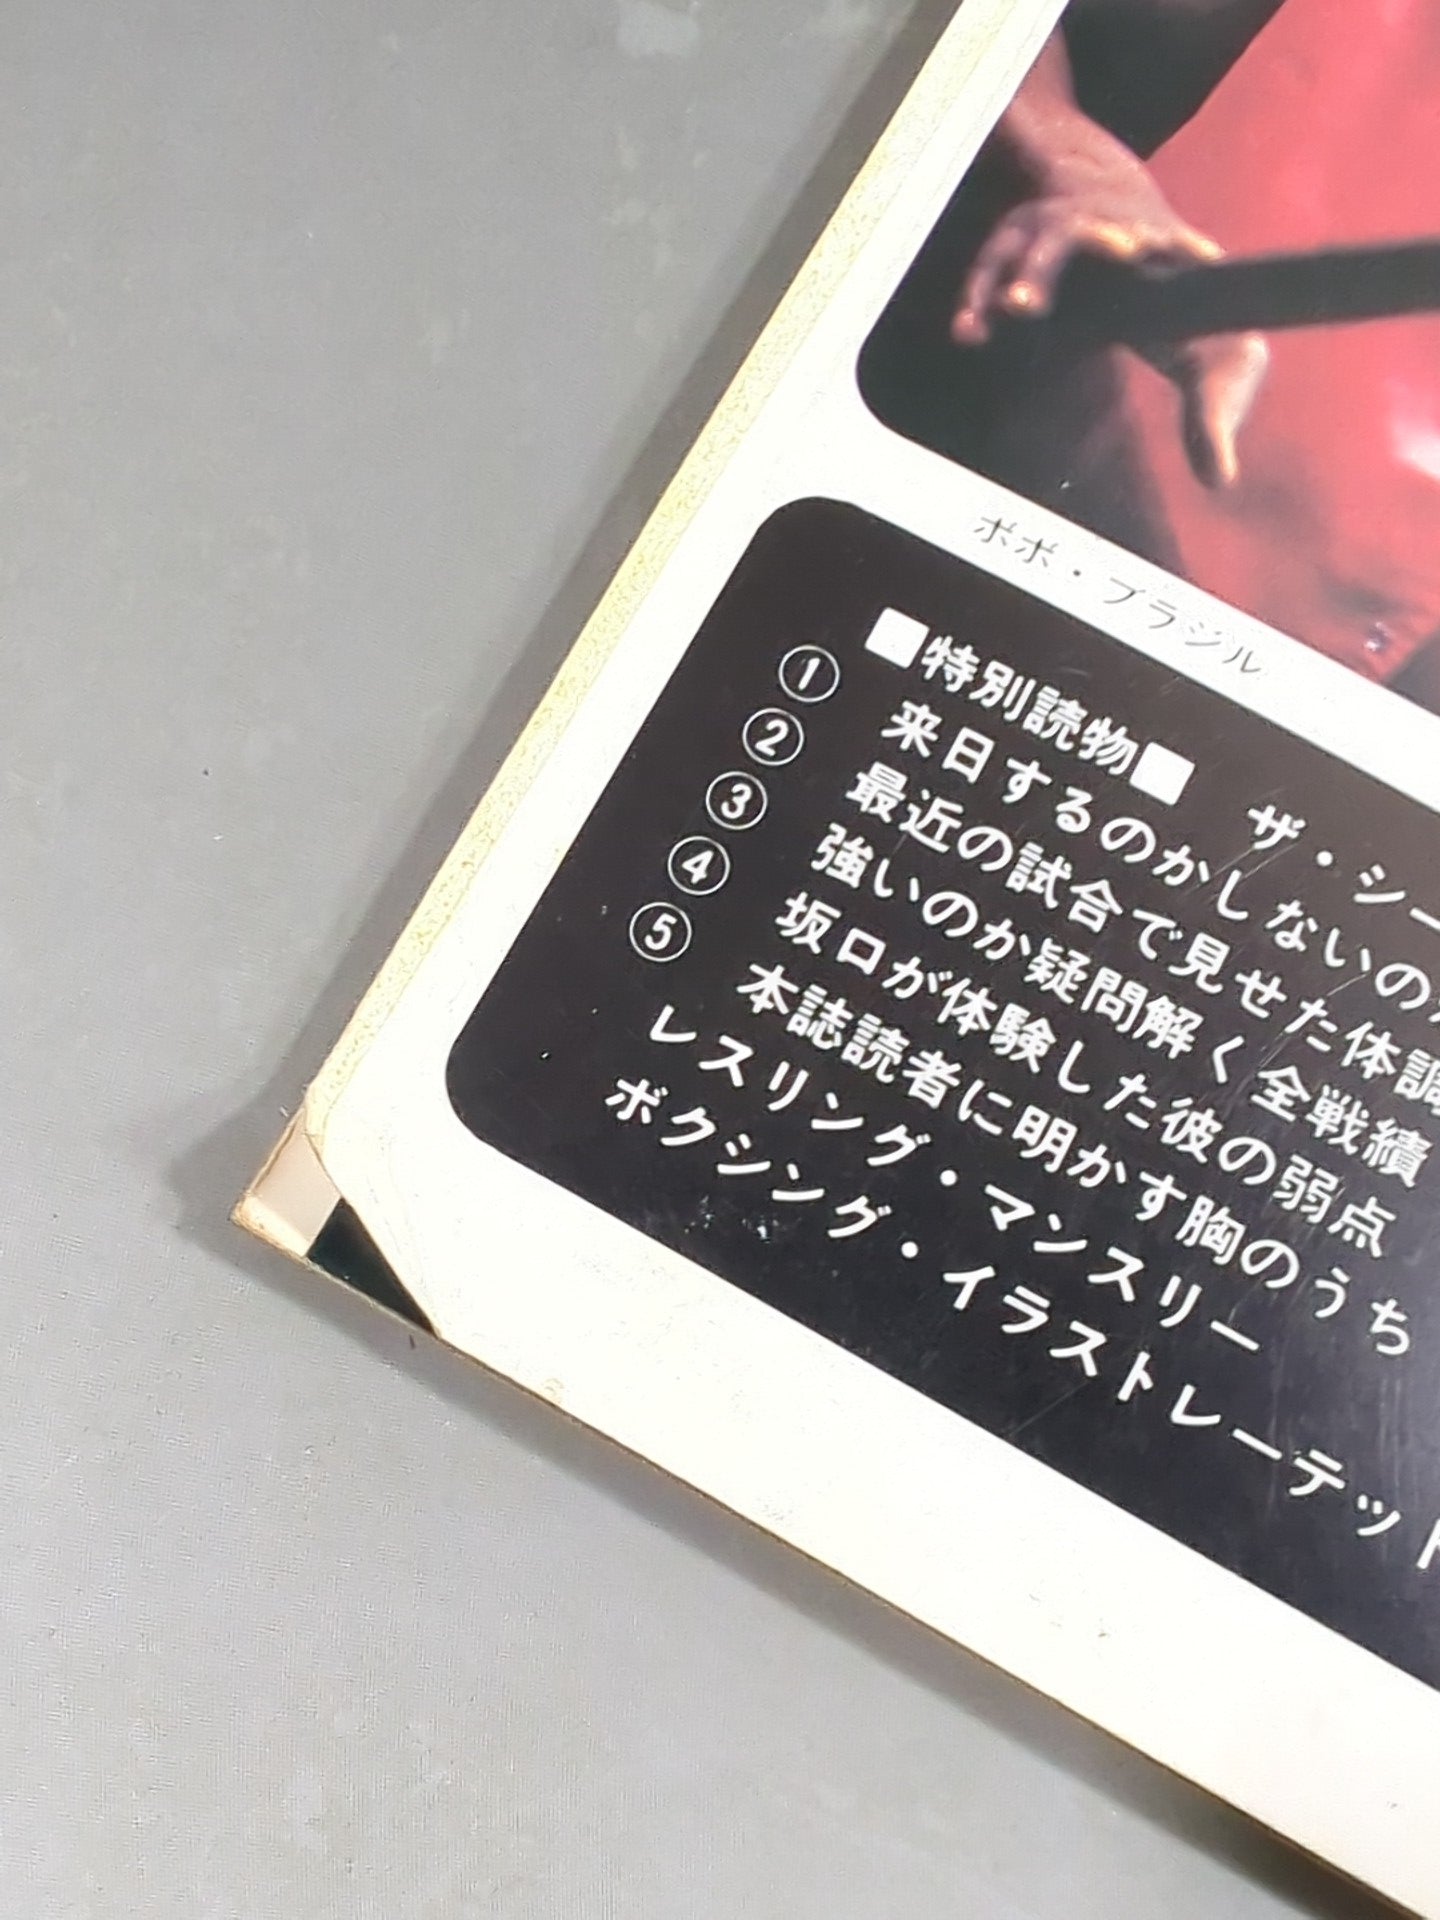 ボボ・ブラジル
■特別読物■ ザ・シー
① 来日するのかしないの
② 最近の試合で見せた体調
③ 強いのか疑問解く全戦績
④ 坂口が体験した彼の弱点
⑤ 本誌読者に明かす胸のうち
レスリング・マンスリー
ボクシング・イラストレーテッド